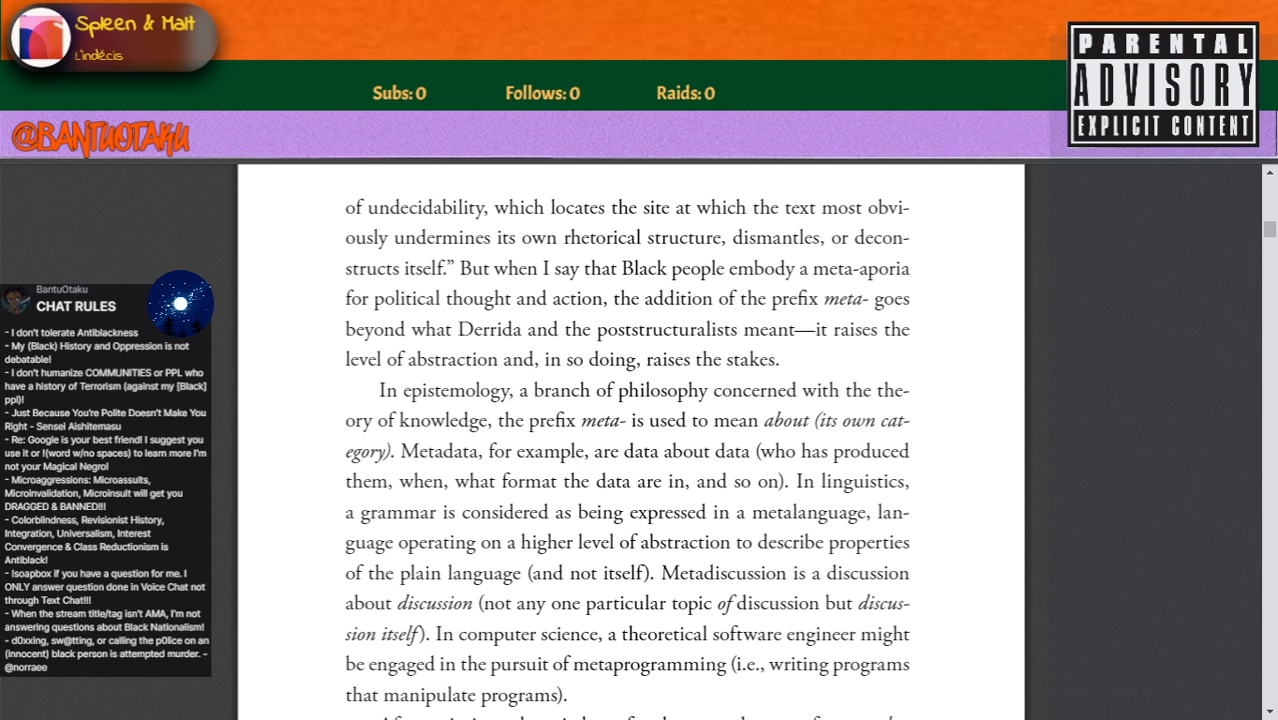 Spleen & Malt
L'indécis
PARENTAL
ADVISORY
EXPLICIT CONTENT
Subs: 0 Follows: 0 Raids: 0
@BANTUOTAKU
of undecidability, which locates the site at which the text most obvi-
ously undermines its own rhetorical structure, dismantles, or decon-
structs itself.” But when I say that Black people embody a meta-aporia
for political thought and action, the addition of the prefix meta- goes
beyond what Derrida and the poststructuralists meant—it raises the
level of abstraction and, in so doing, raises the stakes.
In epistemology, a branch of philosophy concerned with the the-
ory of knowledge, the prefix meta- is used to mean about (its own cat-
egory). Metadata, for example, are data about data (who has produced
them, when, what format the data are in, and so on). In linguistics,
a grammar is considered as being expressed in a metalanguage, lan-
guage operating on a higher level of abstraction to describe properties
of the plain language (and not itself). Metadiscussion is a discussion
about discussion (not any one particular topic of discussion but discus-
sion itself). In computer science, a theoretical software engineer might
be engaged in the pursuit of metaprogramming (i.e., writing programs
that manipulate programs).
BantuOtaku
CHAT RULES
- I don't tolerate Antiblackness
- My (Black) History and Oppression is not
debatable!
- I don't humanize COMMUNITIES or PPL who
have a history of Terrorism (against my [Black]
ppl)!
- Just Because You're Polite Doesn't Make You
Right - Sensei Aishitemasu
- Re: Google is your best friend! I suggest you
use it or !(word w/no spaces) to learn more I'm
not your Magical Negro!
- Microaggressions: Microassults,
Microinvalidation, Microinsult will get you
DRAGGED & BANNED!!!
- Colorblindness, Revisionist History,
Integration, Universalism, Interest
Convergence & Class Reductionism is
Antiblack!
- !soapbox if you have a question for me. I
ONLY answer question done in Voice Chat not
through Text Chat!!!
- When the stream title/tag isn't AMA, I'm not
answering questions about Black Nationalism!
- d0xxing, sw@tting, or calling the p0lice on an
(innocent) black person is attempted murder. -
@norraee